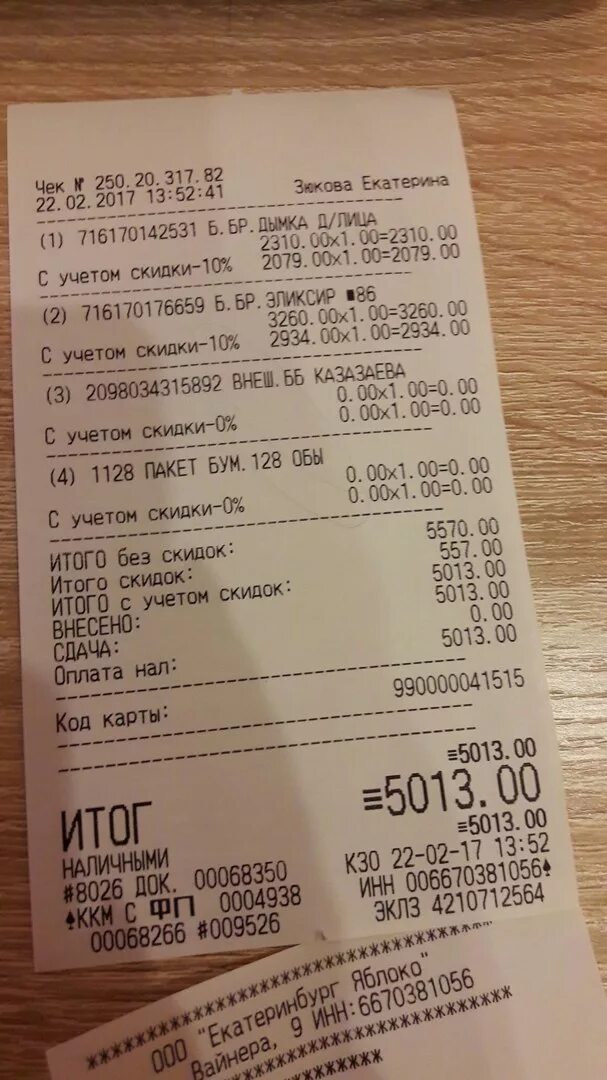 Чек № 250.20.317.82
22.02.2017 13:52:41 Зюкова Екатерина
(1) 716170142531 Б.БР.ДЫМКА Д/ЛИЦА
2310.00x1.00=2310.00
С учетом скидки-10% 2079.00x1.00=2079.00
(2) 716170176659 Б.БР.ЭЛИКСИР ■86
3260.00x1.00=3260.00
С учетом скидки-10% 2934.00x1.00=2934.00
(3) 2098034315892 ВНЕШ.ББ КАЗАЗАЕВА
0.00x1.00=0.00
С учетом скидки-0% 0.00x1.00=0.00
(4) 1128 ПАКЕТ БУМ.128 ОБЫ
0.00x1.00=0.00
С учетом скидки-0% 0.00x1.00=0.00
ИТОГО без скидок: 5570.00
Итого скидок: 557.00
ИТОГО с учетом скидок: 5013.00
ВНЕСЕНО: 5013.00
СДАЧА: 0.00
Оплата нал: 5013.00
Код карты: 990000041515
≡5013.00
ИТОГ ≡5013.00
НАЛИЧНЫМИ ≡5013.00
#8026 ДОК. 00068350 КЗО 22-02-17 13:52
♠ККМ С ФП 0004938 ИНН 006670381056♠
00068266 #009526 ЭКЛЗ 4210712564
************************************
ООО "Екатеринбург Яблоко"
Вайнера, 9 ИНН:6670381056
************************************